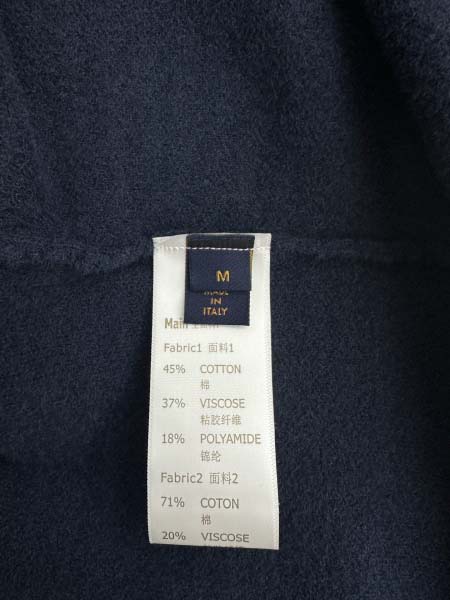 M
MADE
IN
ITALY
Main
Fabric1 面料1
45% COTTON
棉
37% VISCOSE
粘胶纤维
18% POLYAMIDE
锦纶
Fabric2 面料2
71% COTON
棉
20% VISCOSE